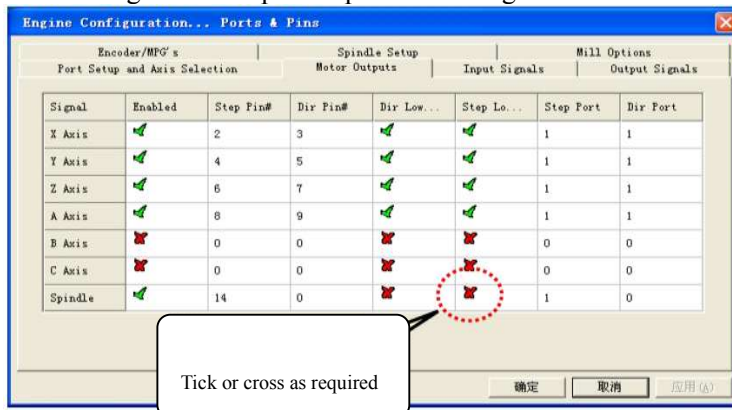 Engine Configuration... Ports & Pins
Encoder/MPG's Spindle Setup Mill Options
Port Setup and Axis Selection Motor Outputs Input Signals Output Signals
Signal Enabled Step Pin# Dir Pin# Dir Low... Step Lo... Step Port Dir Port
X Axis 2 3 1 1
Y Axis 4 5 1 1
Z Axis 6 7 1 1
A Axis 8 9 1 1
B Axis 0 0 0 0
C Axis 0 0 0 0
Spindle 14 0 1 0
Tick or cross as required
确定 取消 应用(A)